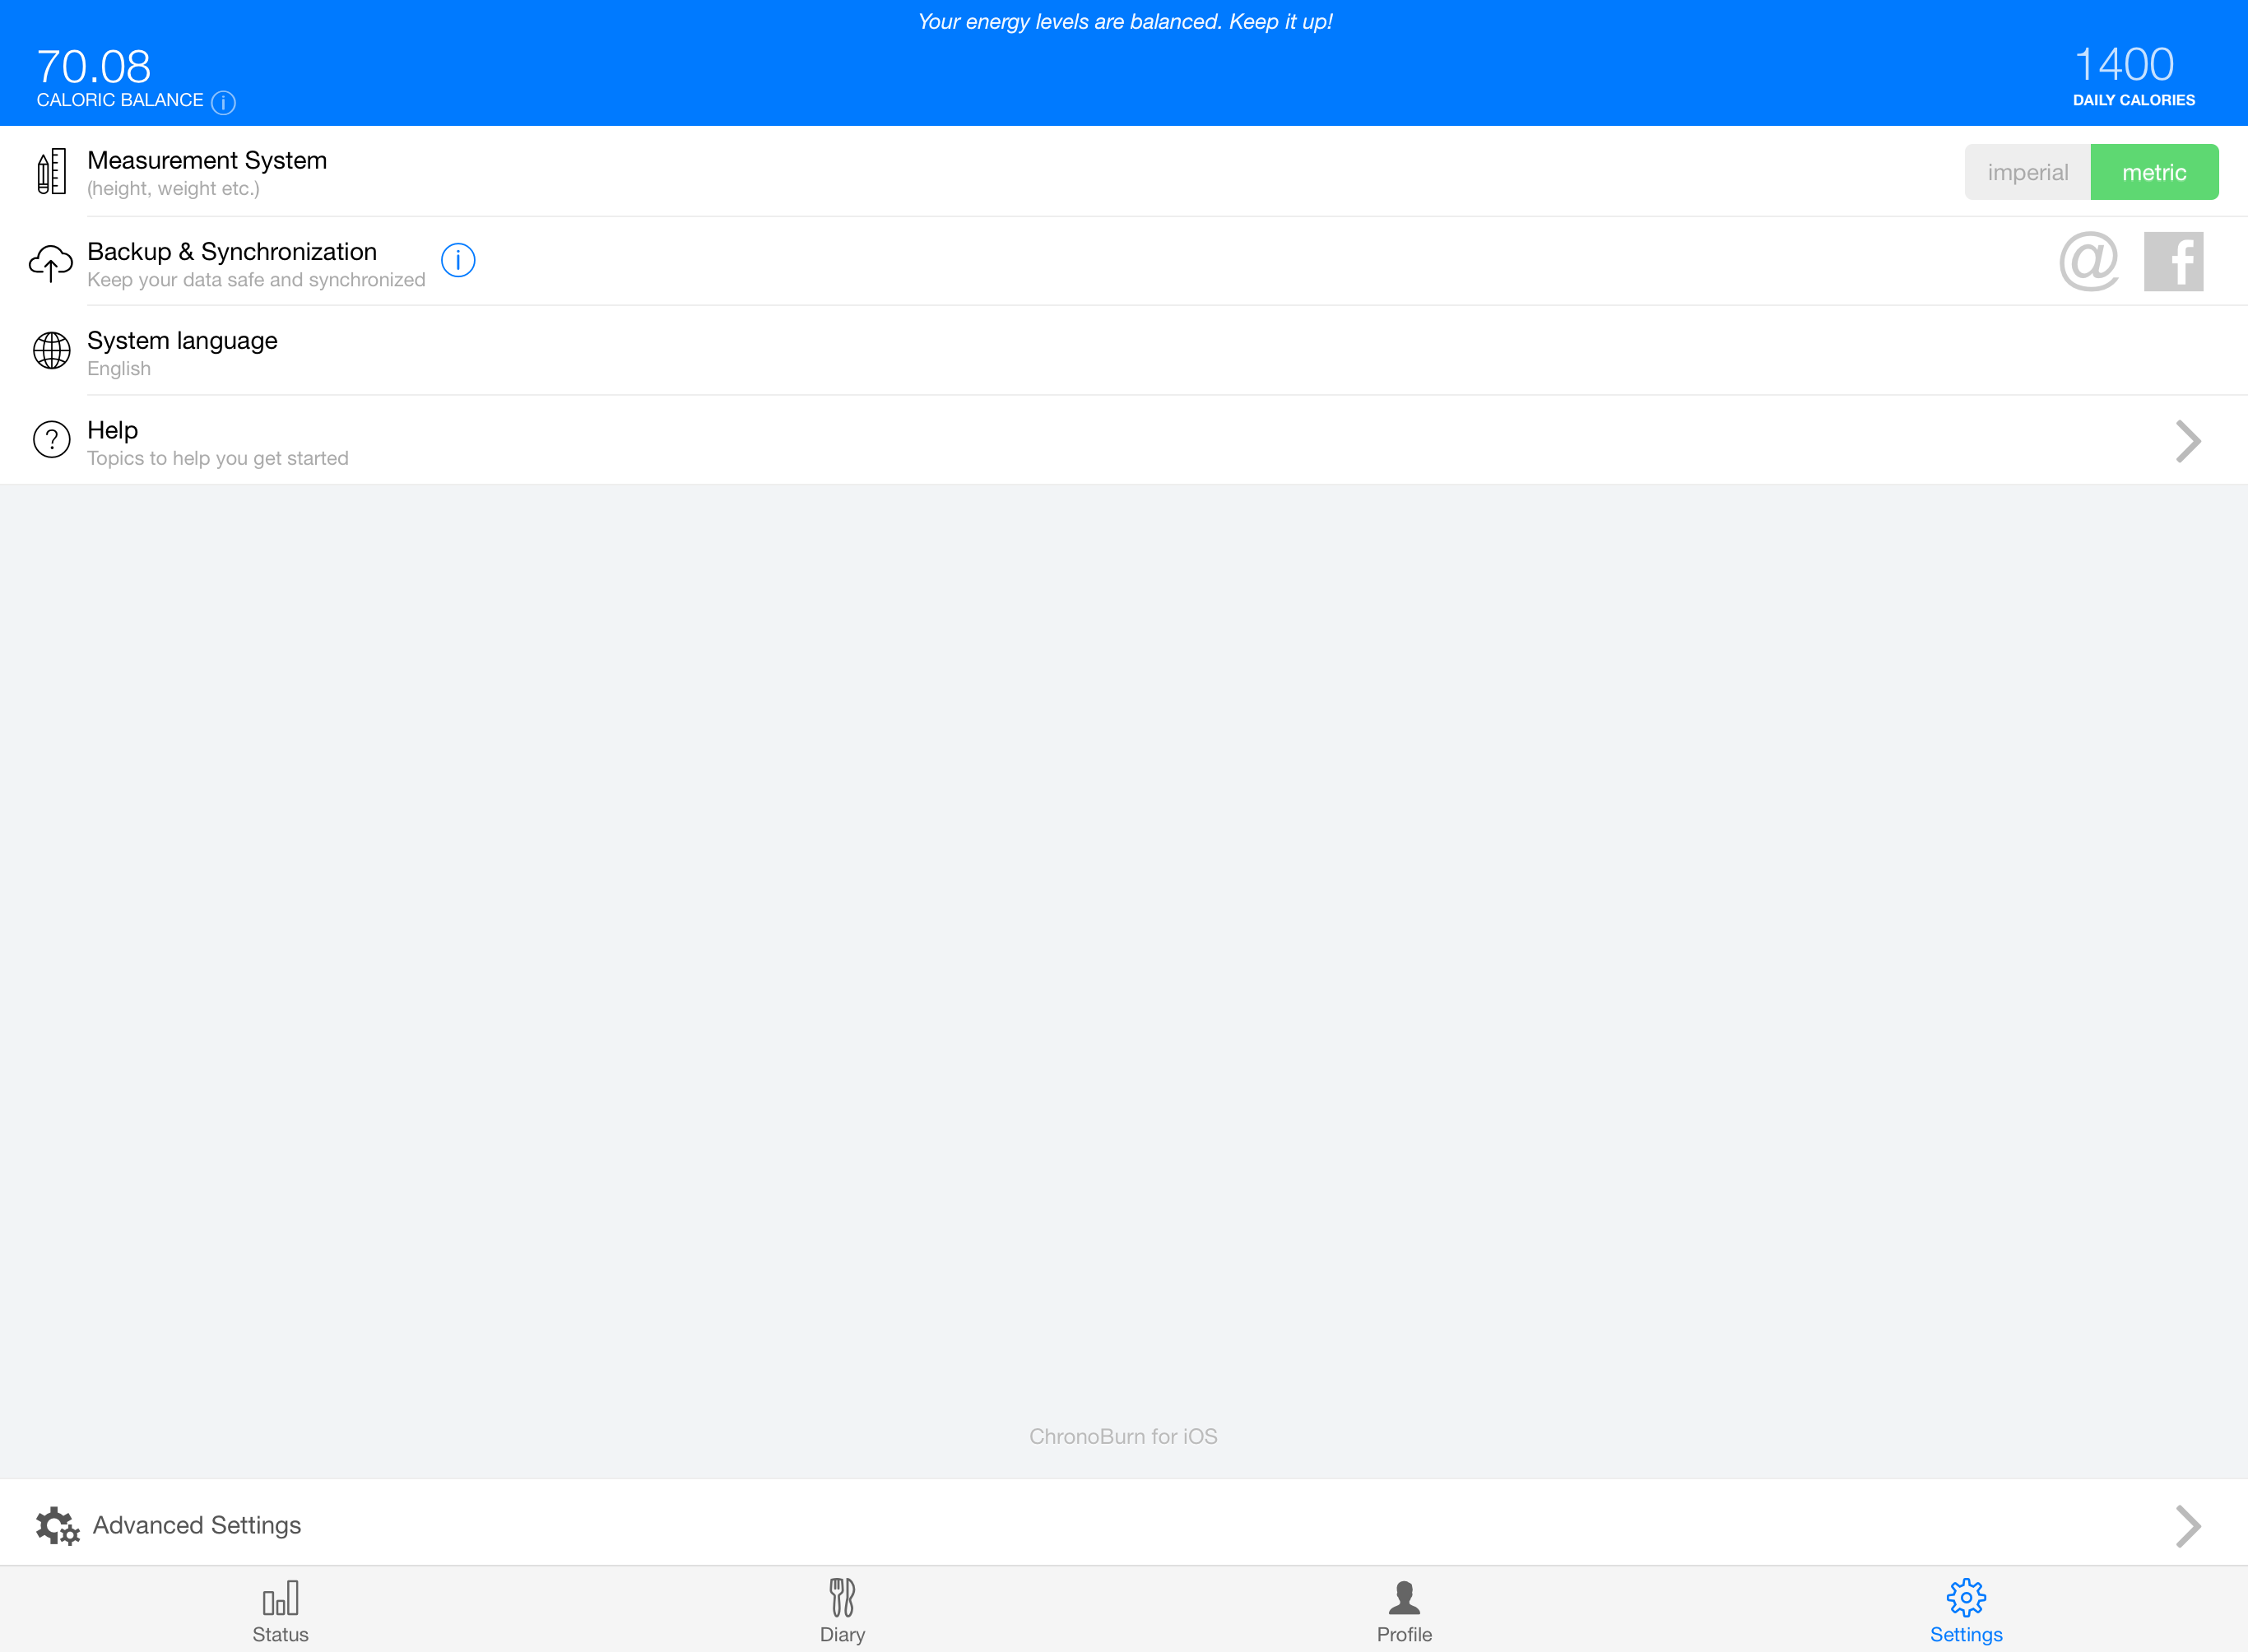 Your energy levels are balanced. Keep it up!
70.08
CALORIC BALANCE
1400
DAILY CALORIES
Measurement System
(height, weight etc.)
imperial
metric
Backup & Synchronization
Keep your data safe and synchronized
System language
English
Help
Topics to help you get started
ChronoBurn for iOS
Advanced Settings
Status
Diary
Profile
Settings